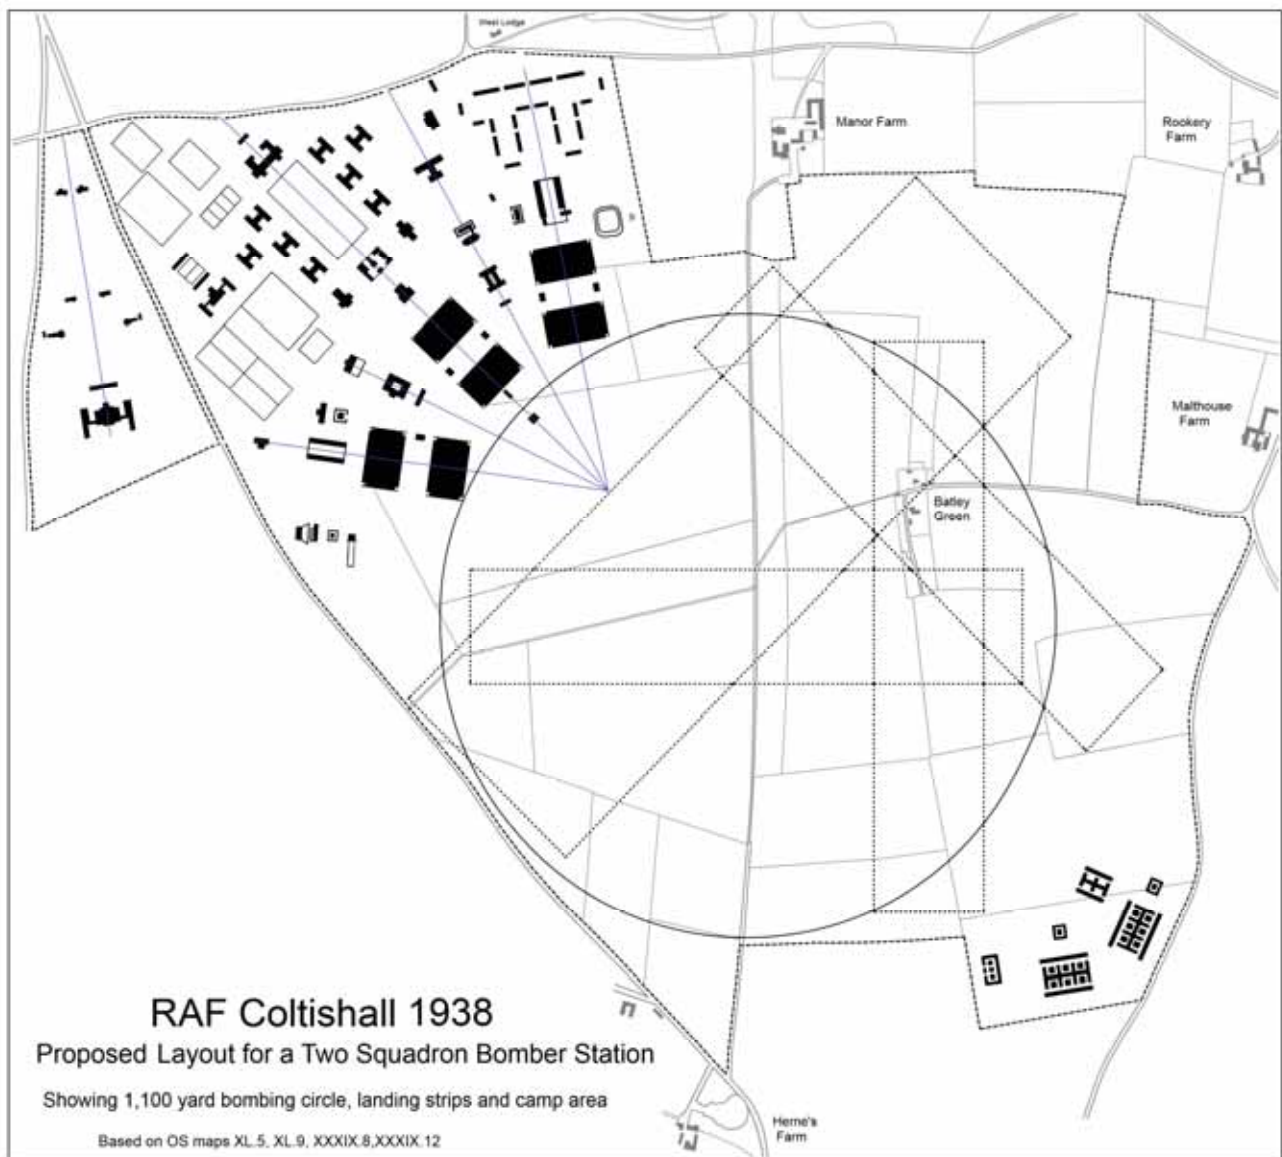 West Lodge
Manor Farm
Rookery
Farm
Malthouse
Farm
Batley
Green
RAF Coltishall 1938
Proposed Layout for a Two Squadron Bomber Station
Showing 1,100 yard bombing circle, landing strips and camp area
Based on OS maps XL.5, XL.9, XXXIX.8,XXXIX.12
Herne's
Farm